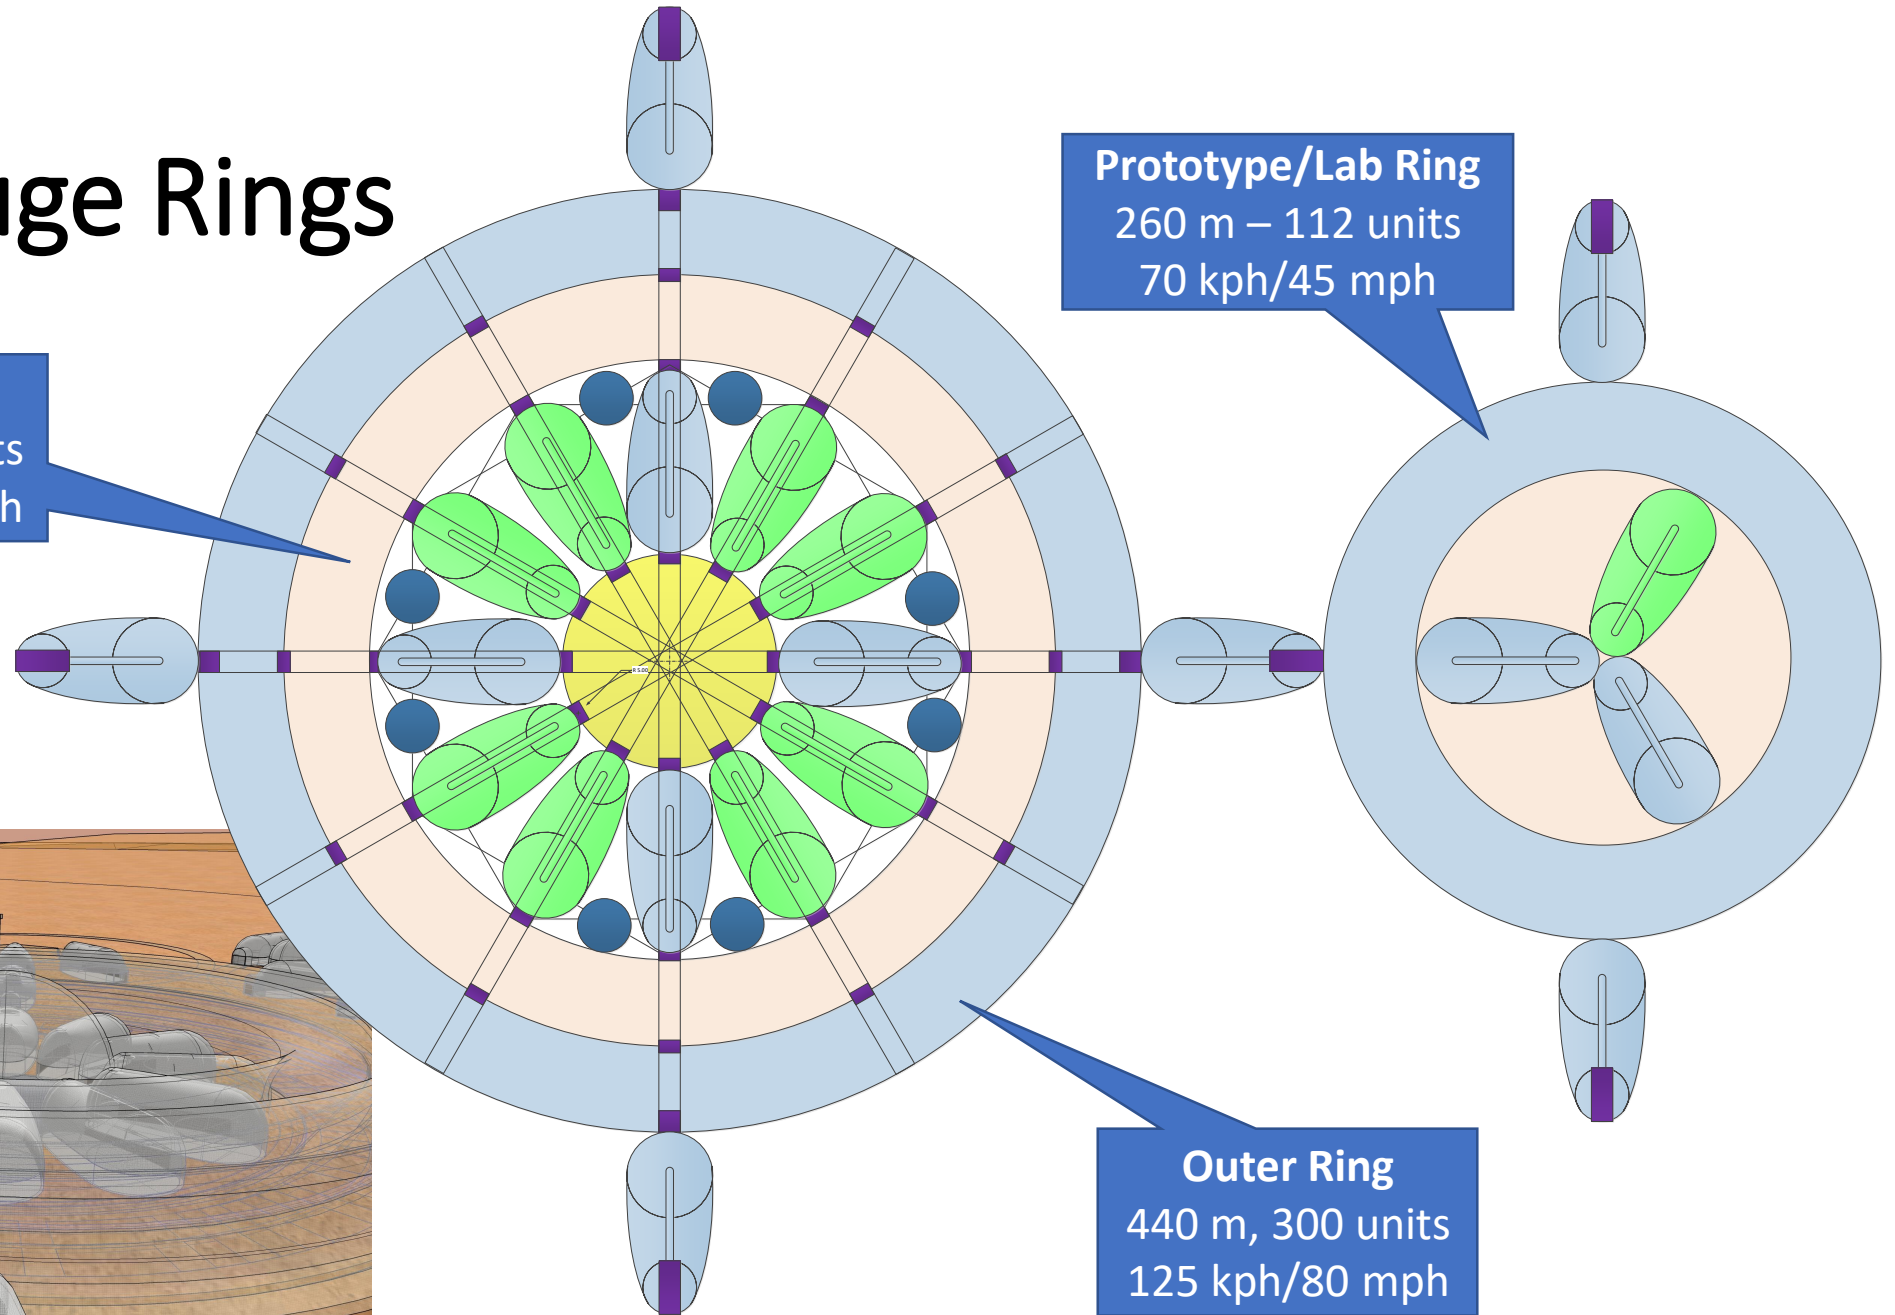 Rings
Prototype/Lab Ring
260 m – 112 units
70 kph/45 mph
Outer Ring
440 m, 300 units
125 kph/80 mph